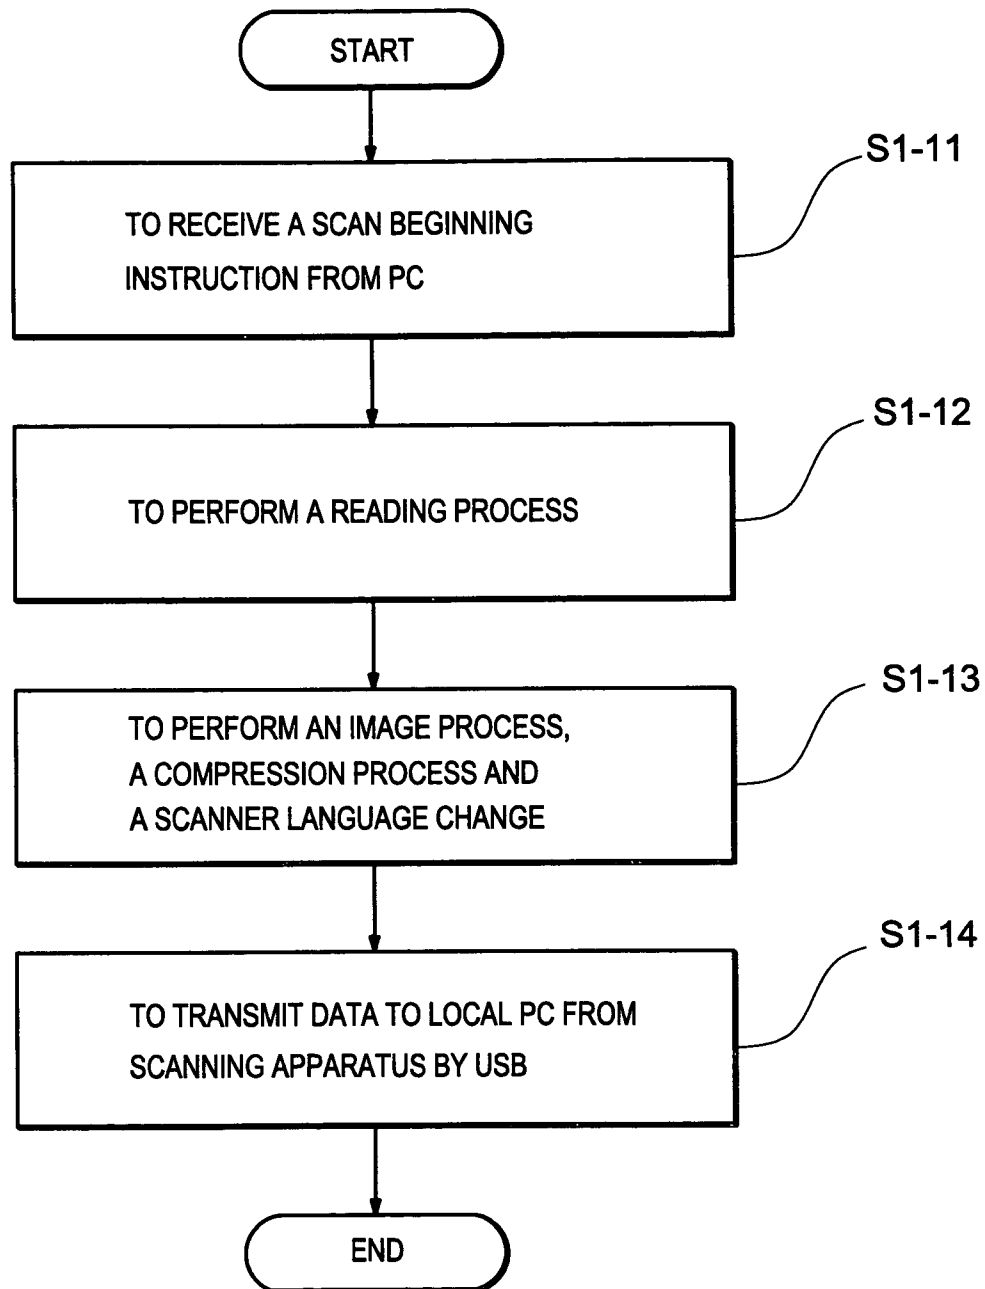 START
S1-11
TO RECEIVE A SCAN BEGINNING
INSTRUCTION FROM PC
S1-12
TO PERFORM A READING PROCESS
S1-13
TO PERFORM AN IMAGE PROCESS,
A COMPRESSION PROCESS AND
A SCANNER LANGUAGE CHANGE
S1-14
TO TRANSMIT DATA TO LOCAL PC FROM
SCANNING APPARATUS BY USB
END